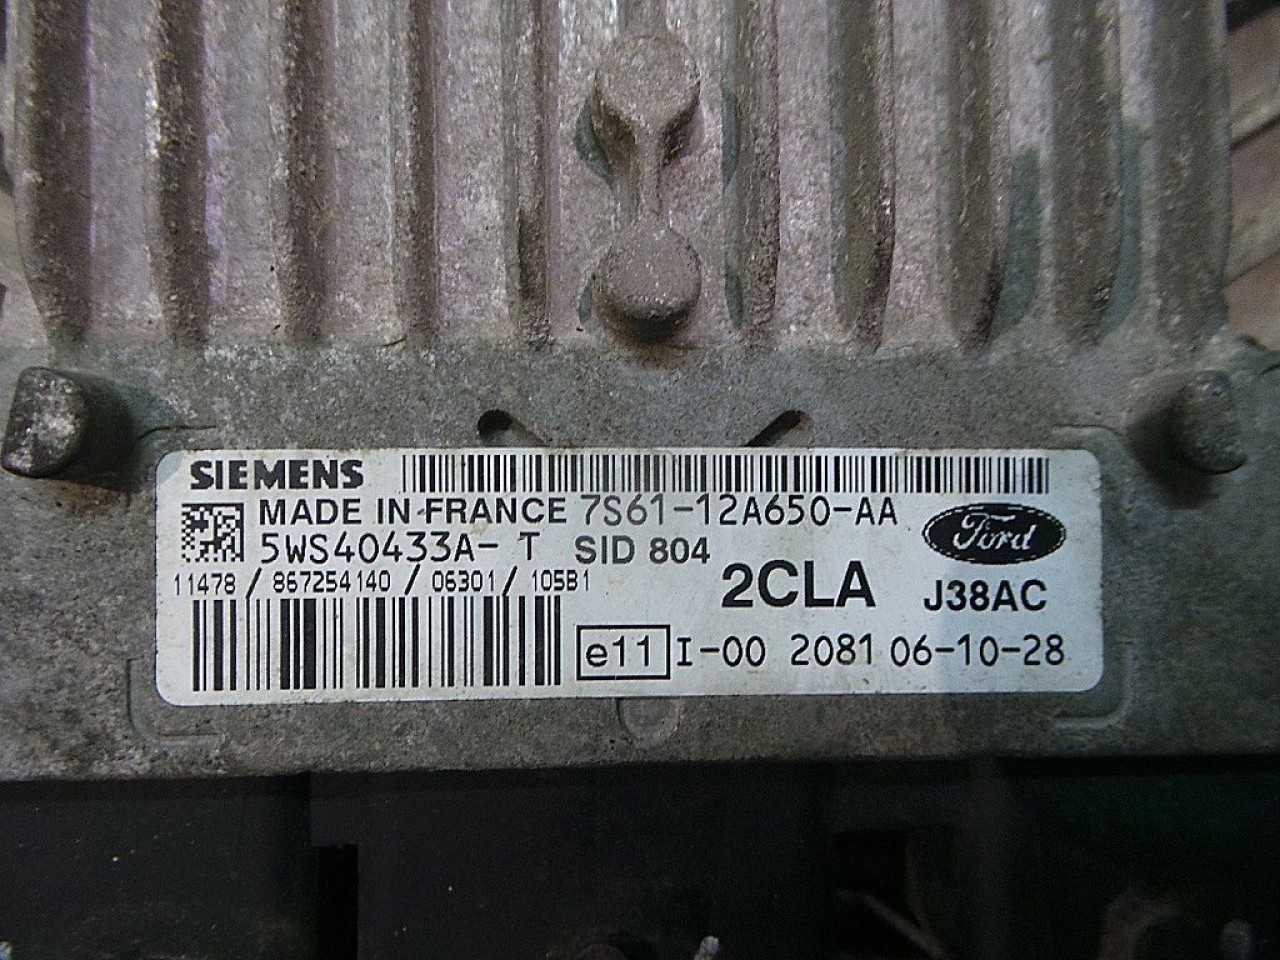 SIEMENS
MADE IN FRANCE 7S61-12A650-AA
5WS40433A- T SID 804
Ford
11478 / 867254140 / 06301 / 105B1
2CLA J38AC
e11 I-00 2081 06-10-28